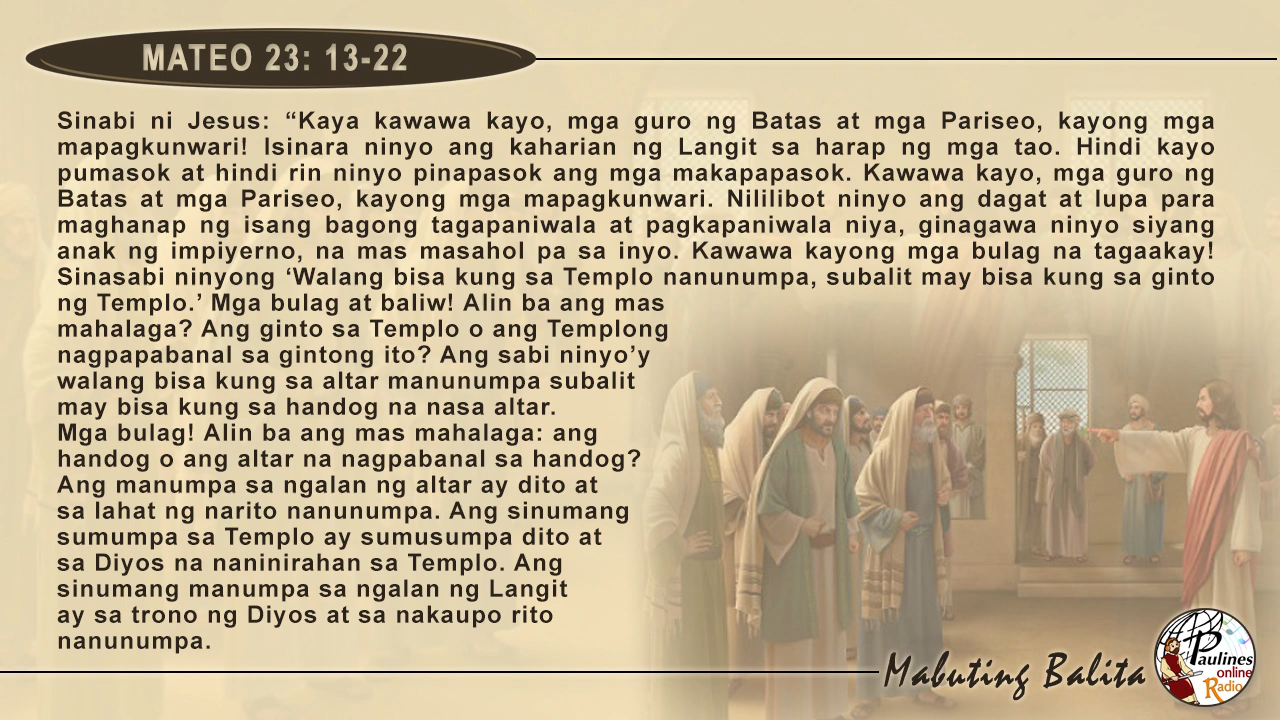 MATEO 23: 13-22
Sinabi ni Jesus: “Kaya kawawa kayo, mga guro ng Batas at mga Pariseo, kayong mga
mapagkunwari! Isinara ninyo ang kaharian ng Langit sa harap ng mga tao. Hindi kayo
pumasok at hindi rin ninyo pinapasok ang mga makapapasok. Kawawa kayo, mga guro ng
Batas at mga Pariseo, kayong mga mapagkunwari. Nililibot ninyo ang dagat at lupa para
maghanap ng isang bagong tagapaniwala at pagkapaniwala niya, ginagawa ninyo siyang
anak ng impiyerno, na mas masahol pa sa inyo. Kawawa kayong mga bulag na tagaakay!
Sinasabi ninyong ‘Walang bisa kung sa Templo nanunumpa, subalit may bisa kung sa ginto
ng Templo.’ Mga bulag at baliw! Alin ba ang mas
mahalaga? Ang ginto sa Templo o ang Templong
nagpapabanal sa gintong ito? Ang sabi ninyo’y
walang bisa kung sa altar manunumpa subalit
may bisa kung sa handog na nasa altar.
Mga bulag! Alin ba ang mas mahalaga: ang
handog o ang altar na nagpabanal sa handog?
Ang manumpa sa ngalan ng altar ay dito at
sa lahat ng narito nanunumpa. Ang sinumang
sumumpa sa Templo ay sumusumpa dito at
sa Diyos na naninirahan sa Templo. Ang
sinumang manumpa sa ngalan ng Langit
ay sa trono ng Diyos at sa nakaupo rito
nanunumpa.
Mabuting Balita
Paulines
online
Radio